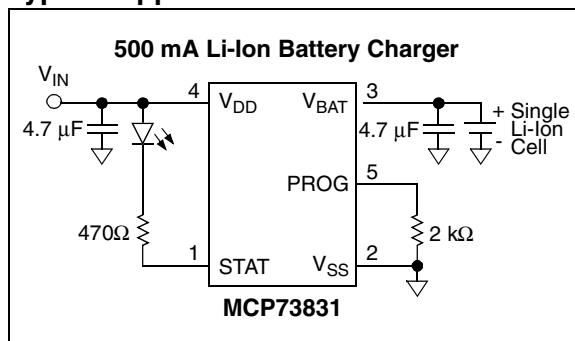 500 mA Li-Ion Battery Charger
VIN
4
VDD
VBAT
3
4.7 μF
4.7 μF
+ Single
Li-Ion
- Cell
PROG
5
470Ω
2 kΩ
1
STAT
VSS
2
MCP73831